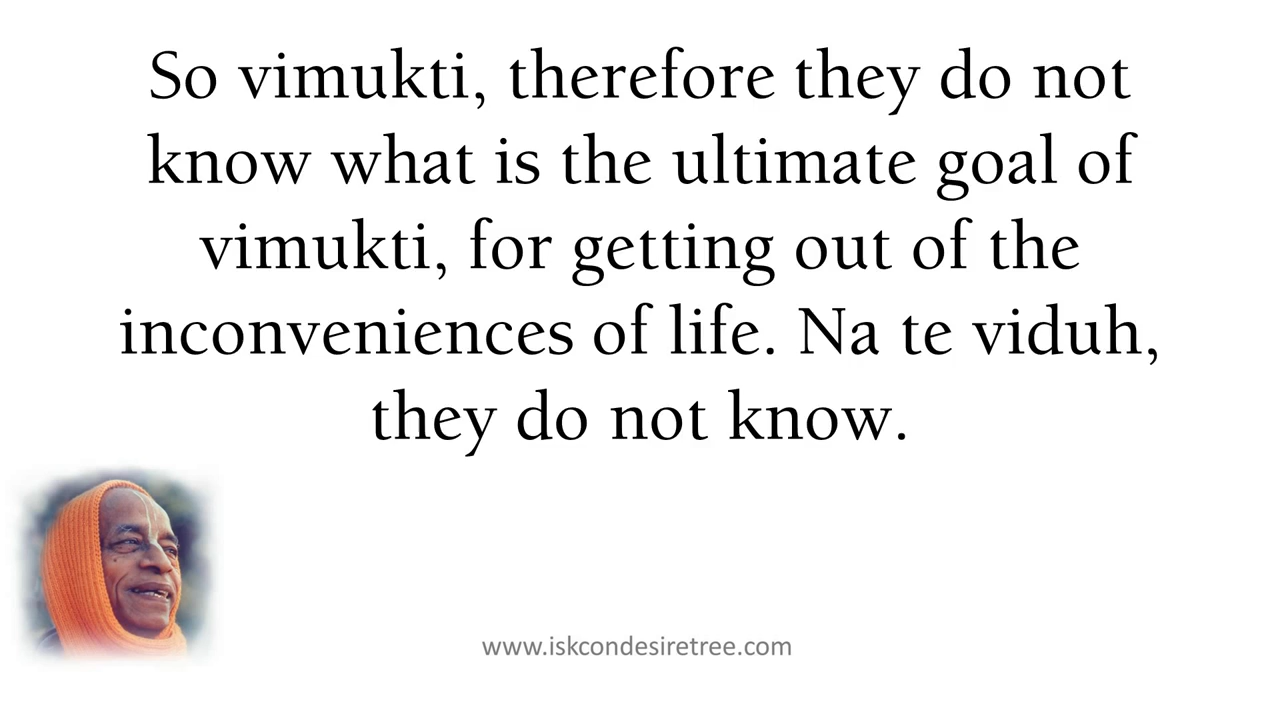 So vimukti, therefore they do not
know what is the ultimate goal of
vimukti, for getting out of the
inconveniences of life. Na te viduh,
they do not know.
www.iskcondesiretree.com